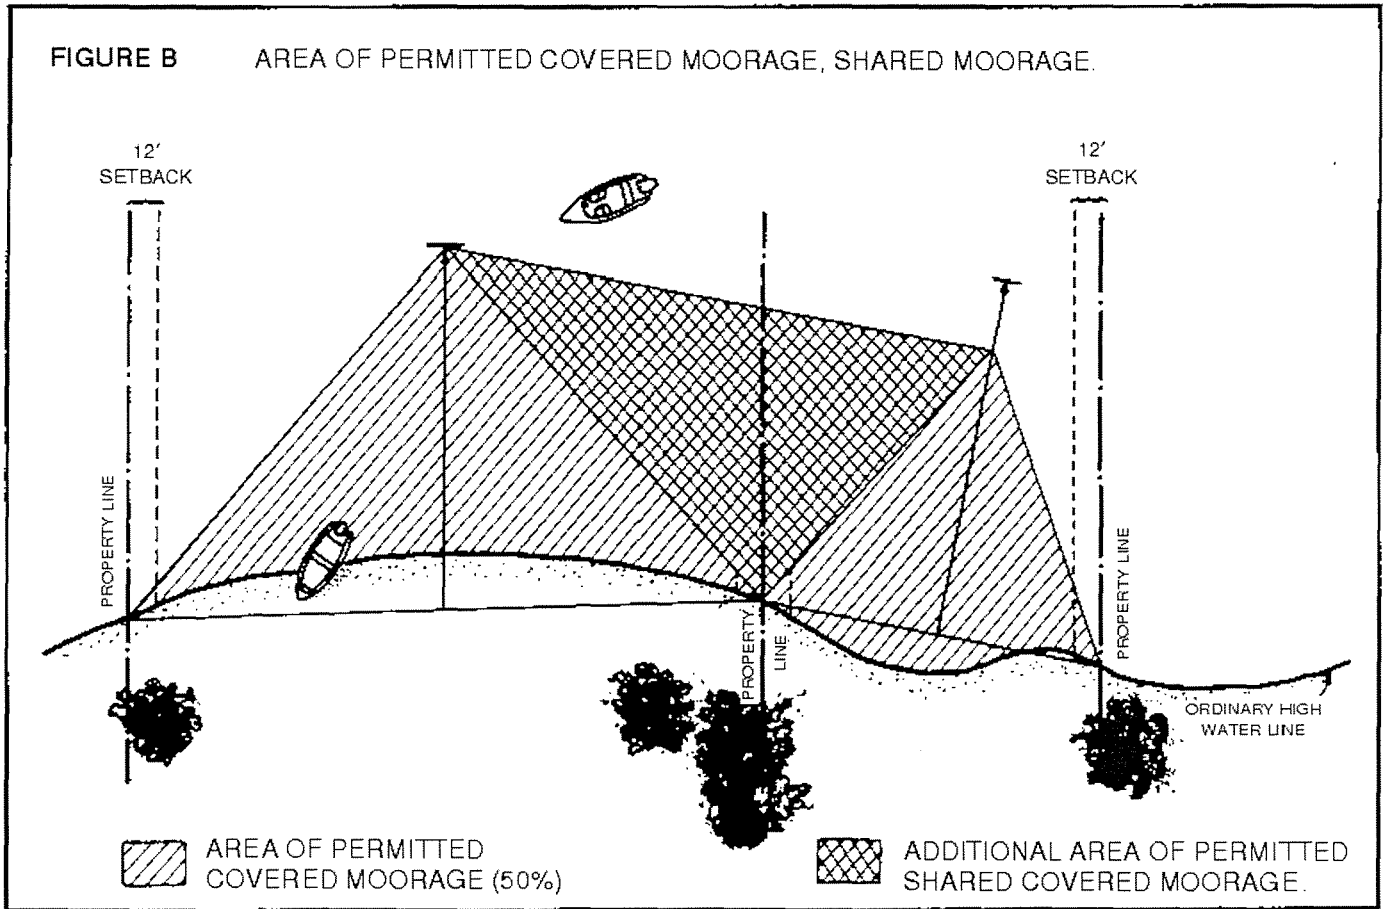 FIGURE B AREA OF PERMITTED COVERED MOORAGE, SHARED MOORAGE.
12'
SETBACK
12'
SETBACK
PROPERTY LINE
PROPERTY
LINE
PROPERTY LINE
ORDINARY HIGH
WATER LINE
AREA OF PERMITTED
COVERED MOORAGE (50%)
ADDITIONAL AREA OF PERMITTED
SHARED COVERED MOORAGE.